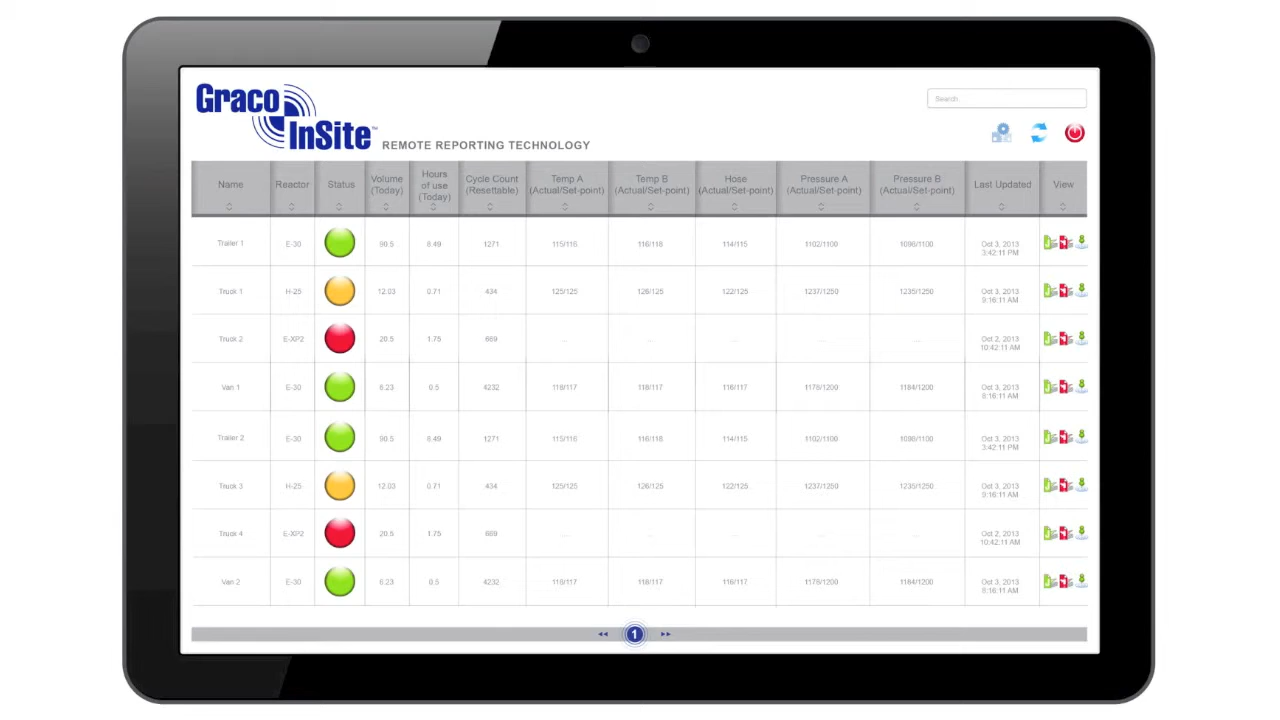 Graco
InSite™
REMOTE REPORTING TECHNOLOGY
Search
Name Reactor Status Volume (Today) Hours of use (Today) Cycle Count (Resettable) Temp A (Actual/Set-point) Temp B (Actual/Set-point) Hose (Actual/Set-point) Pressure A (Actual/Set-point) Pressure B (Actual/Set-point) Last Updated View
Trailer 1 E-30 90.5 6.49 1271 115/116 116/118 114/115 1102/1100 1098/1100 Oct 3, 2013 3:42:11 PM
Truck 1 H-25 12.03 0.71 434 125/125 126/125 122/125 1237/1250 1235/1250 Oct 3, 2013 9:16:11 AM
Truck 2 E-XP2 20.5 1.75 669 ... ... ... ... ... Oct 2, 2013 10:42:11 AM
Van 1 E-30 6.23 0.5 4232 118/117 118/117 116/117 1178/1200 1184/1200 Oct 3, 2013 8:16:11 AM
Trailer 2 E-30 90.5 6.49 1271 115/116 116/118 114/115 1102/1100 1098/1100 Oct 3, 2013 3:42:11 PM
Truck 3 H-25 12.03 0.71 434 125/125 126/125 122/125 1237/1250 1235/1250 Oct 3, 2013 9:16:11 AM
Truck 4 E-XP2 20.5 1.75 669 ... ... ... ... ... Oct 2, 2013 10:42:11 AM
Van 2 E-30 6.23 0.5 4232 118/117 118/117 116/117 1178/1200 1184/1200 Oct 3, 2013 8:16:11 AM
1